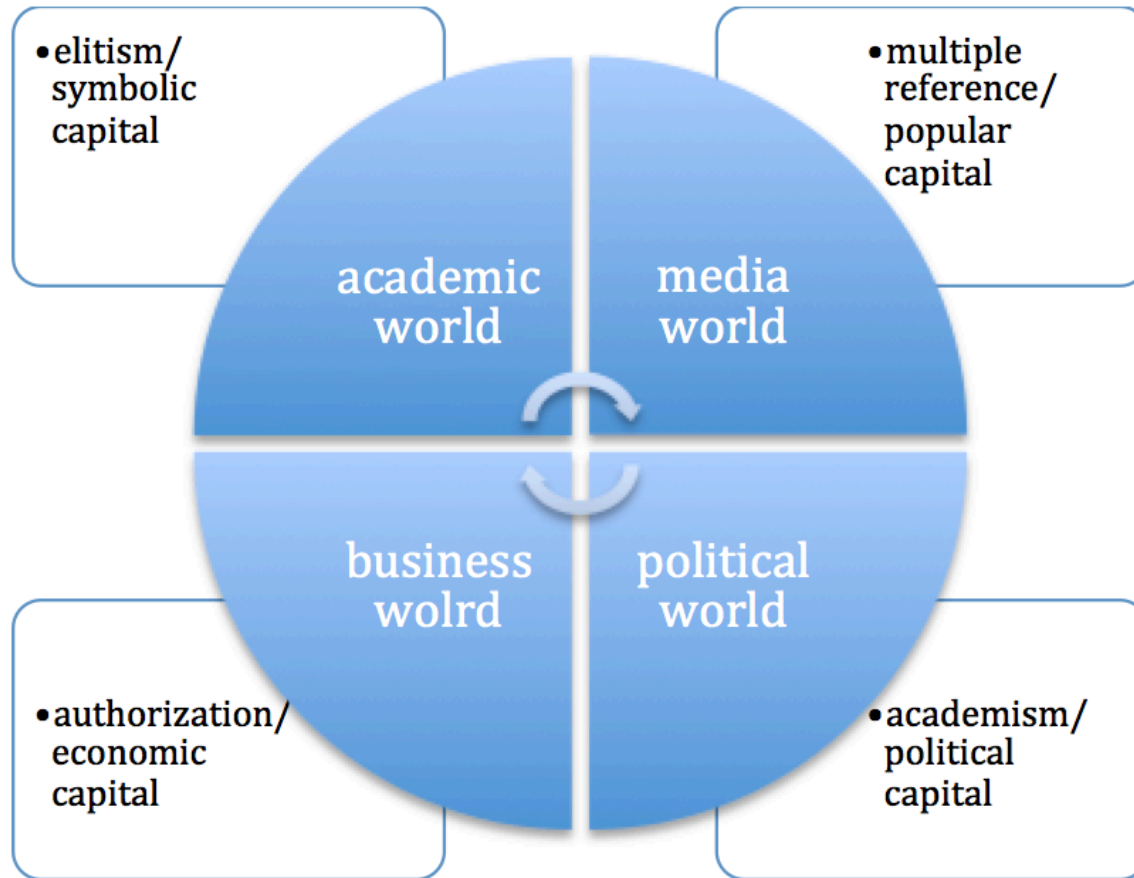 •elitism/
symbolic
capital
•multiple
reference/
popular
capital
academic
world
media
world
business
wolrd
political
world
•authorization/
economic
capital
•academism/
political
capital